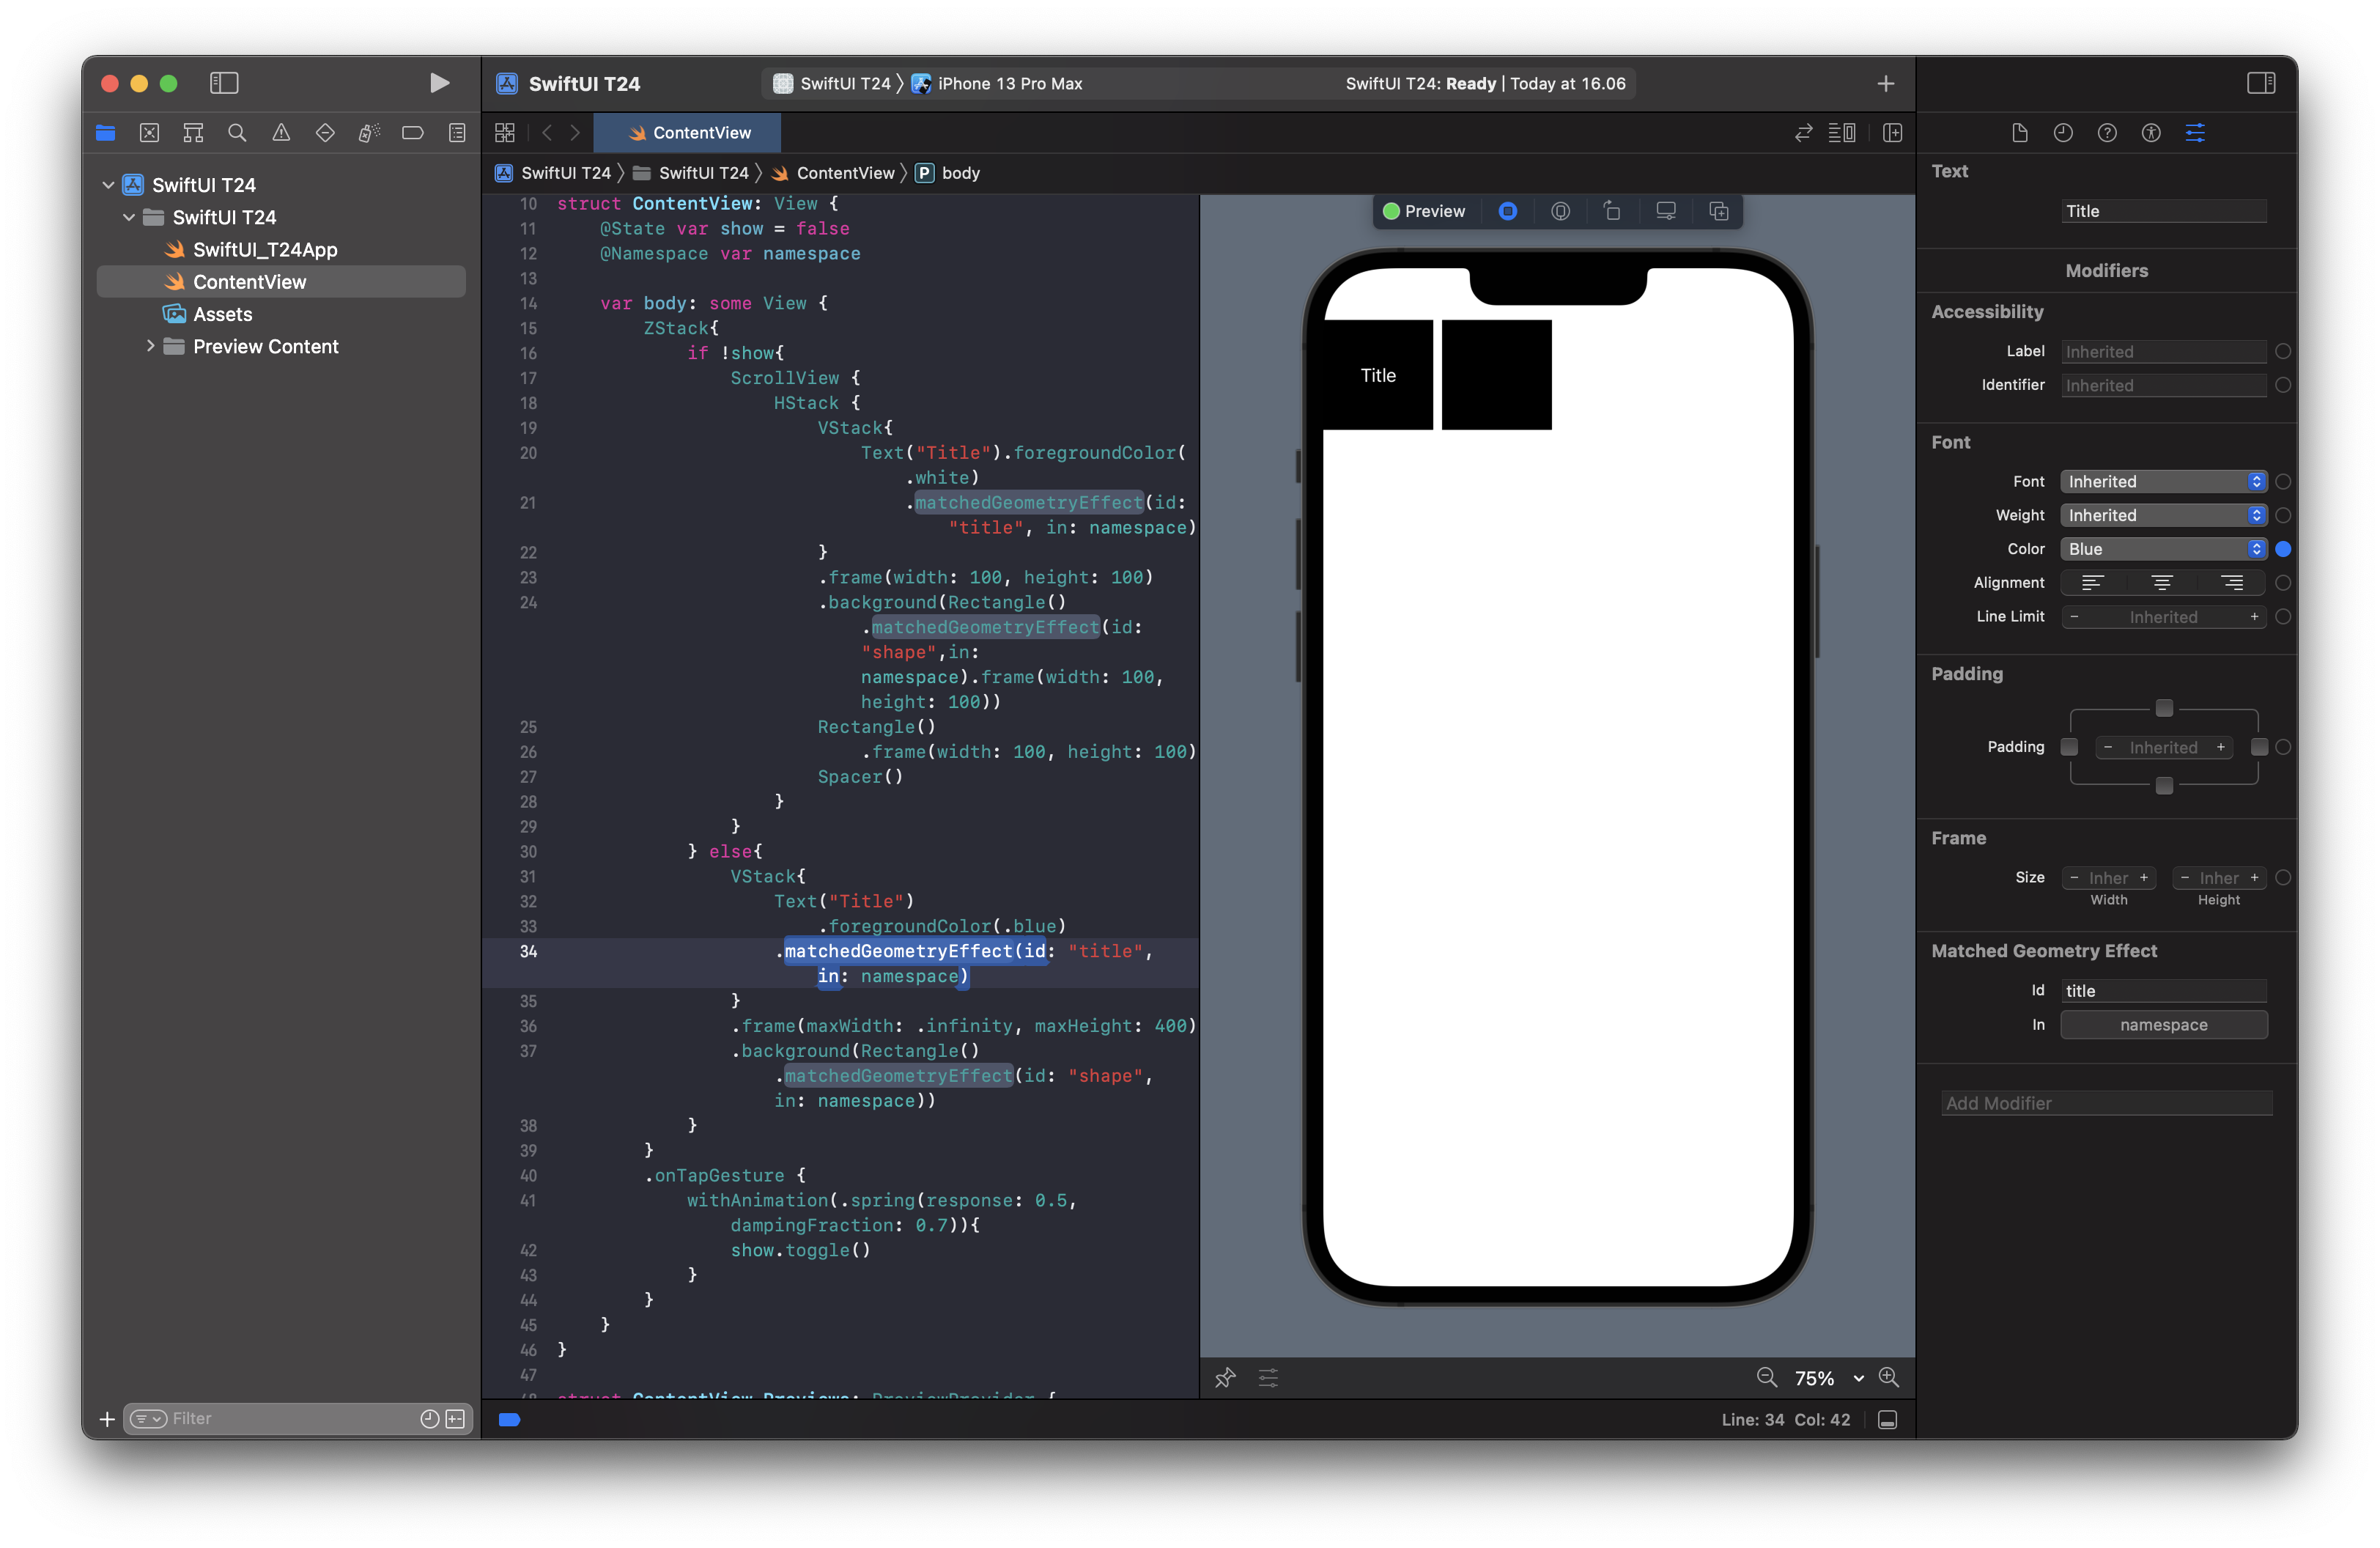 SwiftUI T24
SwiftUI T24 〉 iPhone 13 Pro Max
SwiftUI T24: Ready | Today at 16.06
ContentView
SwiftUI T24 〉 SwiftUI T24 〉 ContentView 〉 P body
SwiftUI T24
SwiftUI T24
SwiftUI_T24App
ContentView
Assets
Preview Content
Filter
10 struct ContentView: View {
11 @State var show = false
12 @Namespace var namespace
13
14 var body: some View {
15 ZStack{
16 if !show{
17 ScrollView {
18 HStack {
19 VStack{
20 Text("Title").foregroundColor(
.white)
21 .matchedGeometryEffect(id:
"title", in: namespace)
22 }
23 .frame(width: 100, height: 100)
24 .background(Rectangle()
.matchedGeometryEffect(id:
"shape",in:
namespace).frame(width: 100,
height: 100))
25 Rectangle()
26 .frame(width: 100, height: 100)
27 Spacer()
28 }
29 }
30 } else{
31 VStack{
32 Text("Title")
33 .foregroundColor(.blue)
34 .matchedGeometryEffect(id: "title",
in: namespace)
35 }
36 .frame(maxWidth: .infinity, maxHeight: 400)
37 .background(Rectangle()
.matchedGeometryEffect(id: "shape",
in: namespace))
38 }
39 }
40 .onTapGesture {
41 withAnimation(.spring(response: 0.5,
dampingFraction: 0.7)){
42 show.toggle()
43 }
44 }
45 }
46 }
47
48 struct ContentView_Previews: PreviewProvider {
Preview
Title
75%
Line: 34 Col: 42
Text
Title
Modifiers
Accessibility
Label Inherited
Identifier Inherited
Font
Font Inherited
Weight Inherited
Color Blue
Alignment
Line Limit − Inherited +
Padding
Padding − Inherited +
Frame
Size − Inher + − Inher +
Width Height
Matched Geometry Effect
Id title
In namespace
Add Modifier